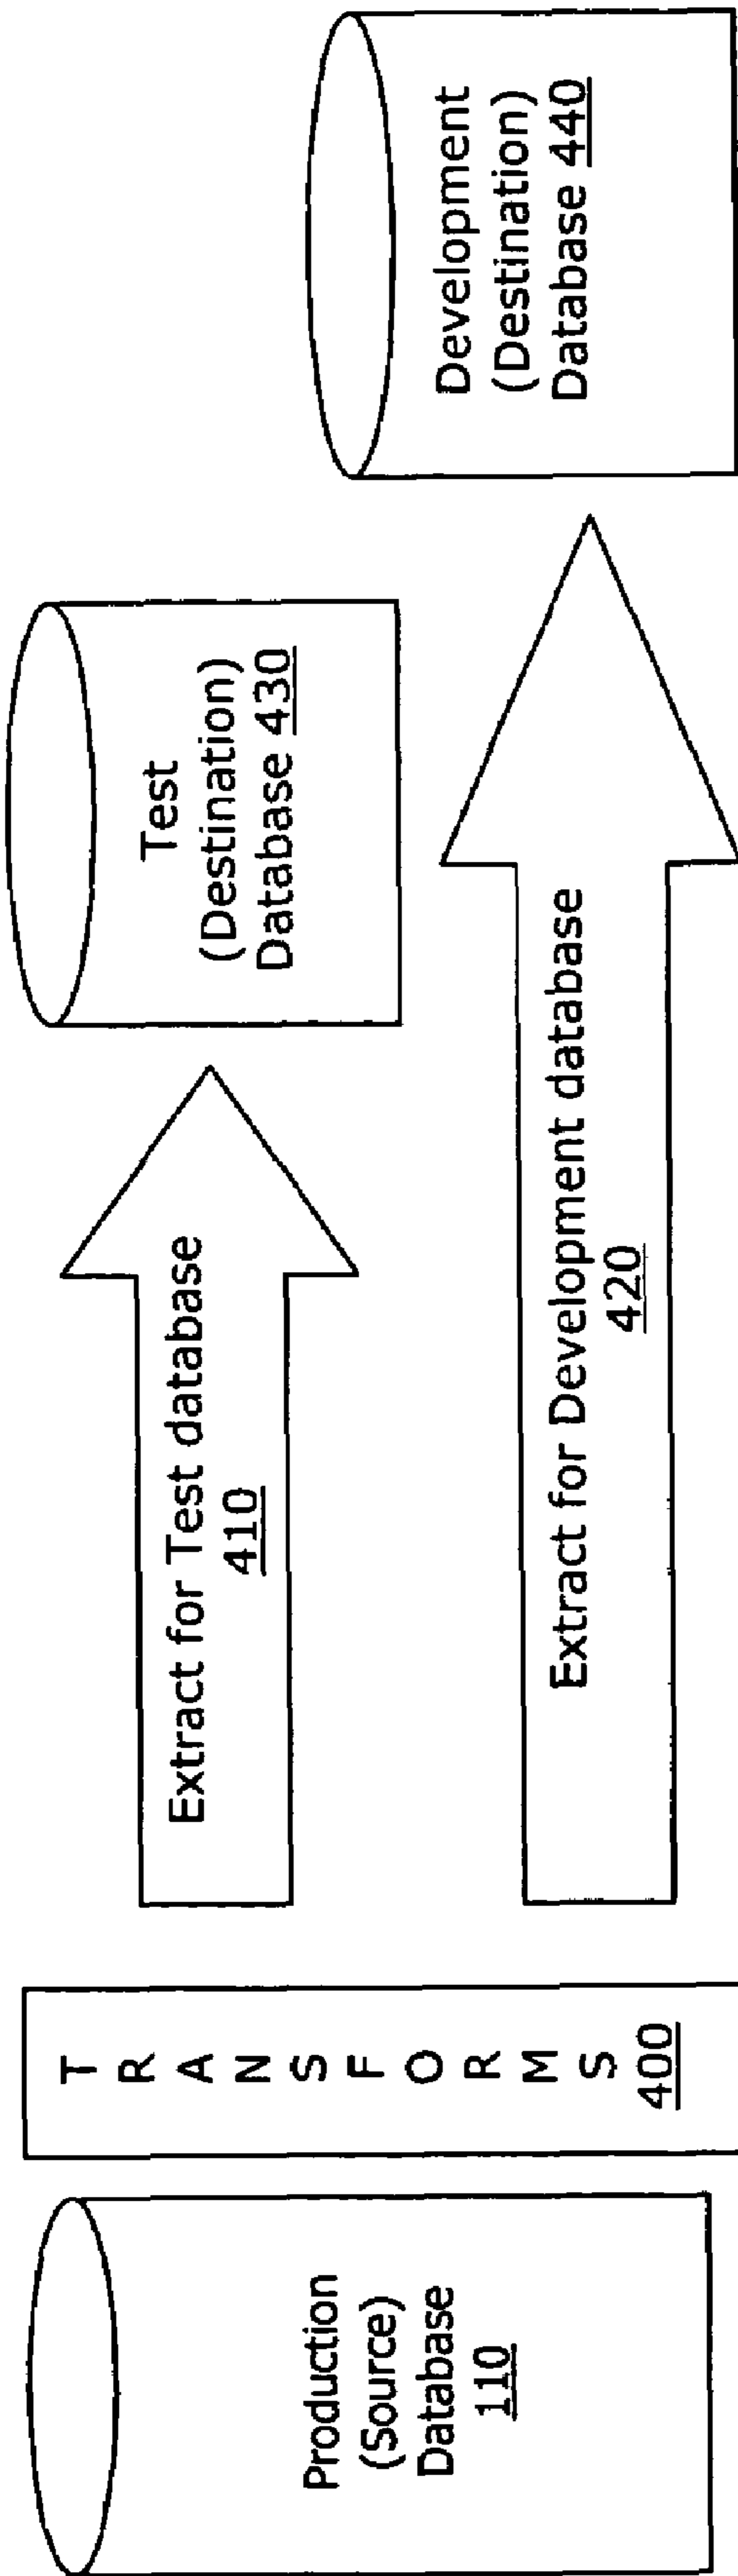 Production
(Source)
Database
110
T
R
A
N
S
F
O
R
M
S
400
Extract for Test database
410
Test
(Destination)
Database 430
Extract for Development database
420
Development
(Destination)
Database 440